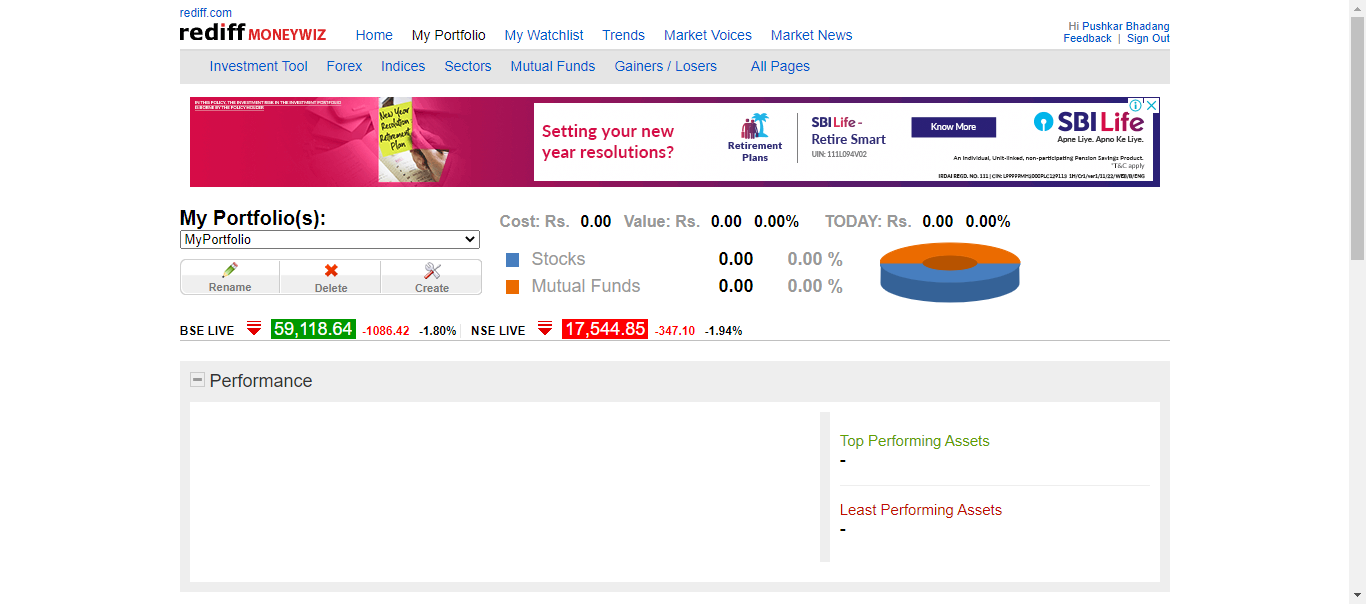 rediff.com
rediff MONEYWIZ Home My Portfolio My Watchlist Trends Market Voices Market News
Hi Pushkar Bhadang
Feedback | Sign Out
Investment Tool Forex Indices Sectors Mutual Funds Gainers / Losers All Pages
IN THIS POLICY, THE INVESTMENT RISK IN THE INVESTMENT PORTFOLIO
IS BORNE BY THE POLICY HOLDER
New Year
Resolution
Retirement
Plan
Setting your new
year resolutions?
Retirement
Plans
SBI Life -
Retire Smart
UIN: 111L094V02
Know More
SBI Life
Apne Liye. Apno Ke Liye.
An Individual, Unit-linked, non-participating Pension Savings Product.
*T&C apply
IRDAI REGD. NO. 111 |
My Portfolio(s):
MyPortfolio
Rename Delete Create
Cost: Rs. 0.00 Value: Rs. 0.00 0.00% TODAY: Rs. 0.00 0.00%
Stocks 0.00 0.00 %
Mutual Funds 0.00 0.00 %
BSE LIVE 59,118.64 -1086.42 -1.80% NSE LIVE 17,544.85 -347.10 -1.94%
Performance
Top Performing Assets
-
Least Performing Assets
-